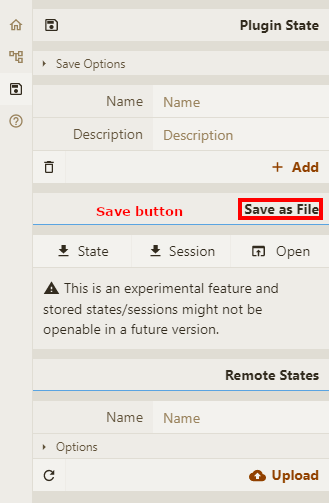 Plugin State
Save Options
Name Name
Description Description
+ Add
Save button Save as File
State Session Open
This is an experimental feature and
stored states/sessions might not be
openable in a future version.
Remote States
Name Name
Options
Upload